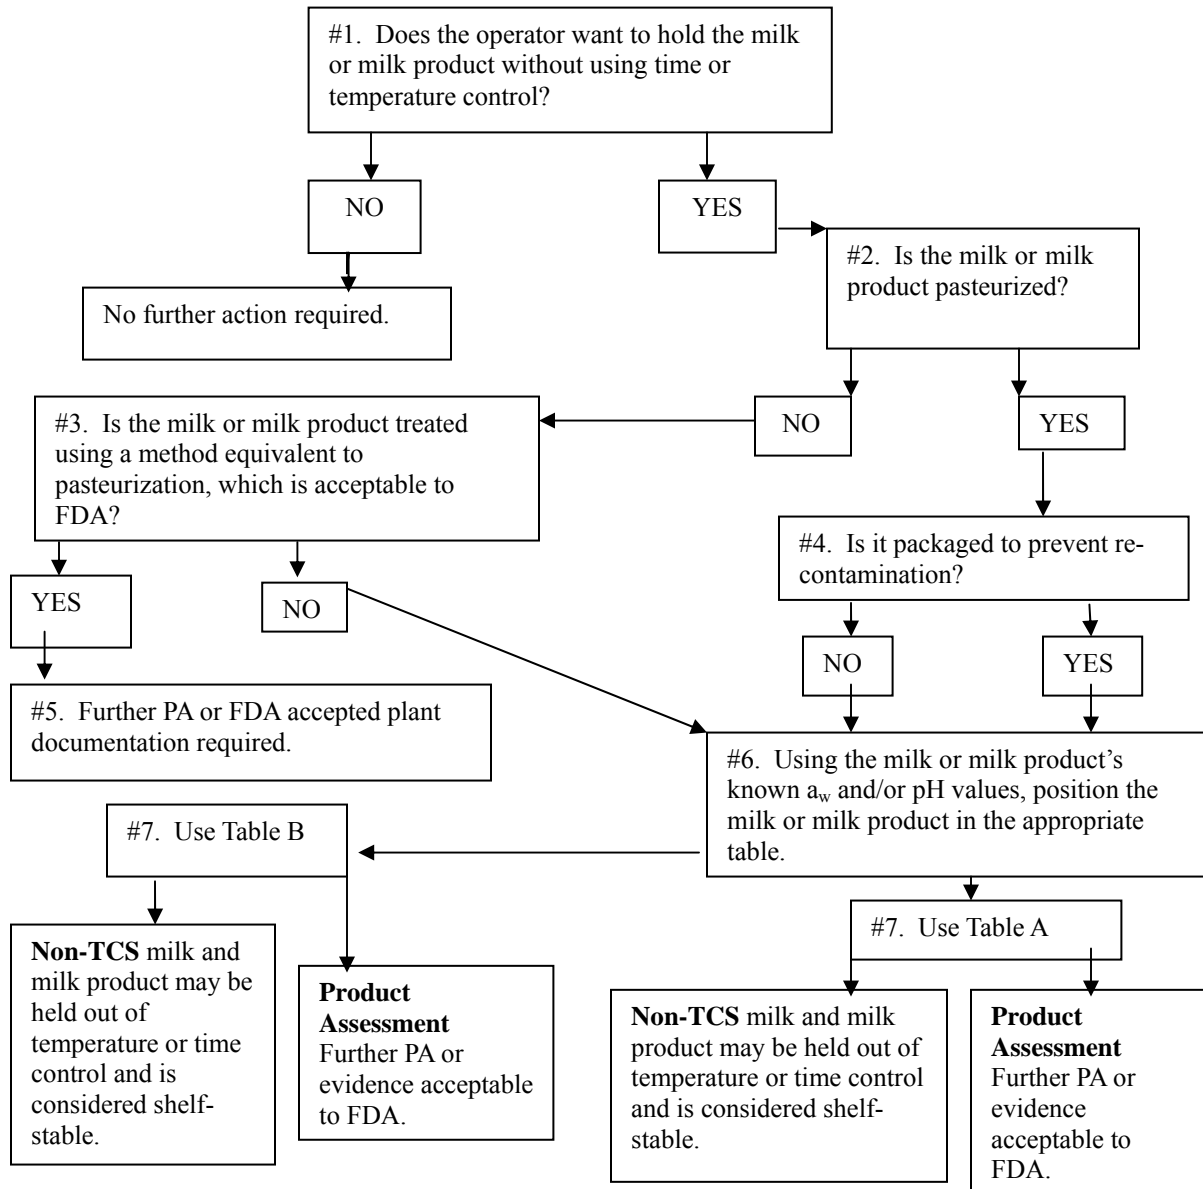 #1. Does the operator want to hold the milk
or milk product without using time or
temperature control?
NO
YES
No further action required.
#2. Is the milk or milk
product pasteurized?
#3. Is the milk or milk product treated
using a method equivalent to
pasteurization, which is acceptable to
FDA?
NO
YES
#4. Is it packaged to prevent re-
contamination?
YES
NO
NO
YES
#5. Further PA or FDA accepted plant
documentation required.
#6. Using the milk or milk product’s
known aw and/or pH values, position the
milk or milk product in the appropriate
table.
#7. Use Table B
#7. Use Table A
Non-TCS milk and
milk product may be
held out of
temperature or time
control and is
considered shelf-
stable.
Product
Assessment
Further PA or
evidence acceptable
to FDA.
Non-TCS milk and milk
product may be held out of
temperature or time control
and is considered shelf-
stable.
Product
Assessment
Further PA or
evidence
acceptable to
FDA.